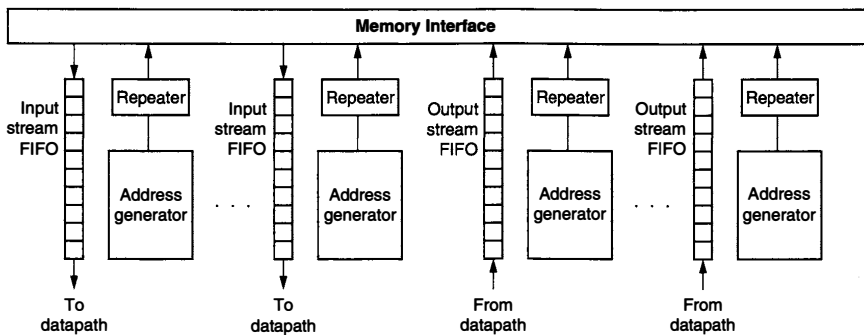 Memory Interface
Input
stream
FIFO
Repeater
Address
generator
To
datapath
. . .
Input
stream
FIFO
Repeater
Address
generator
To
datapath
Output
stream
FIFO
Repeater
Address
generator
From
datapath
. . .
Output
stream
FIFO
Repeater
Address
generator
From
datapath